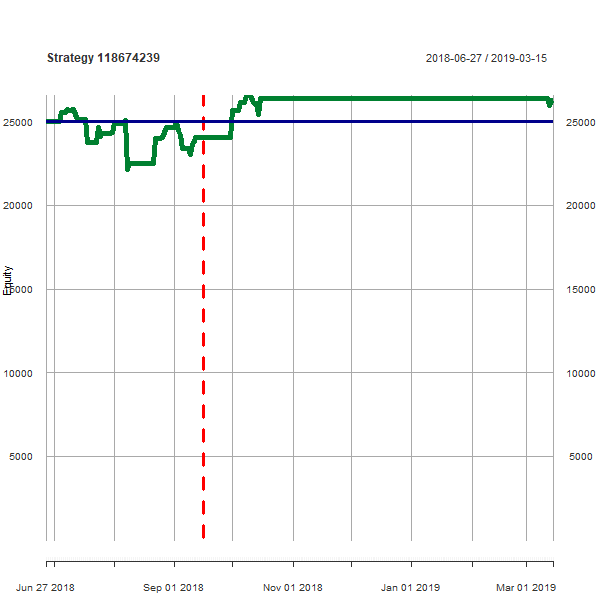 Strategy 118674239
2018-06-27 / 2019-03-15
25000 25000
20000 20000
Equity
15000 15000
10000 10000
5000 5000
Jun 27 2018 Sep 01 2018 Nov 01 2018 Jan 01 2019 Mar 01 2019